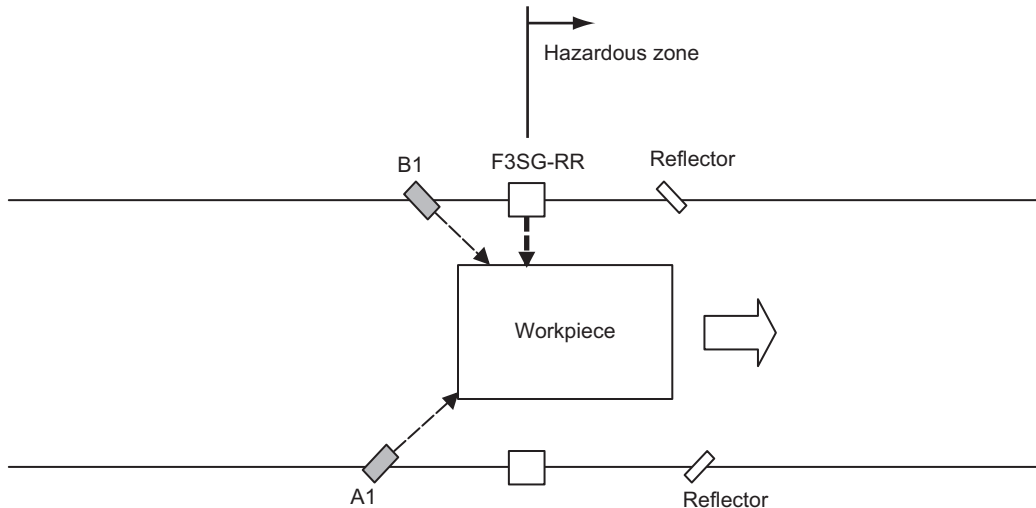 Hazardous zone
B1
F3SG-RR
Reflector
Workpiece
A1
Reflector